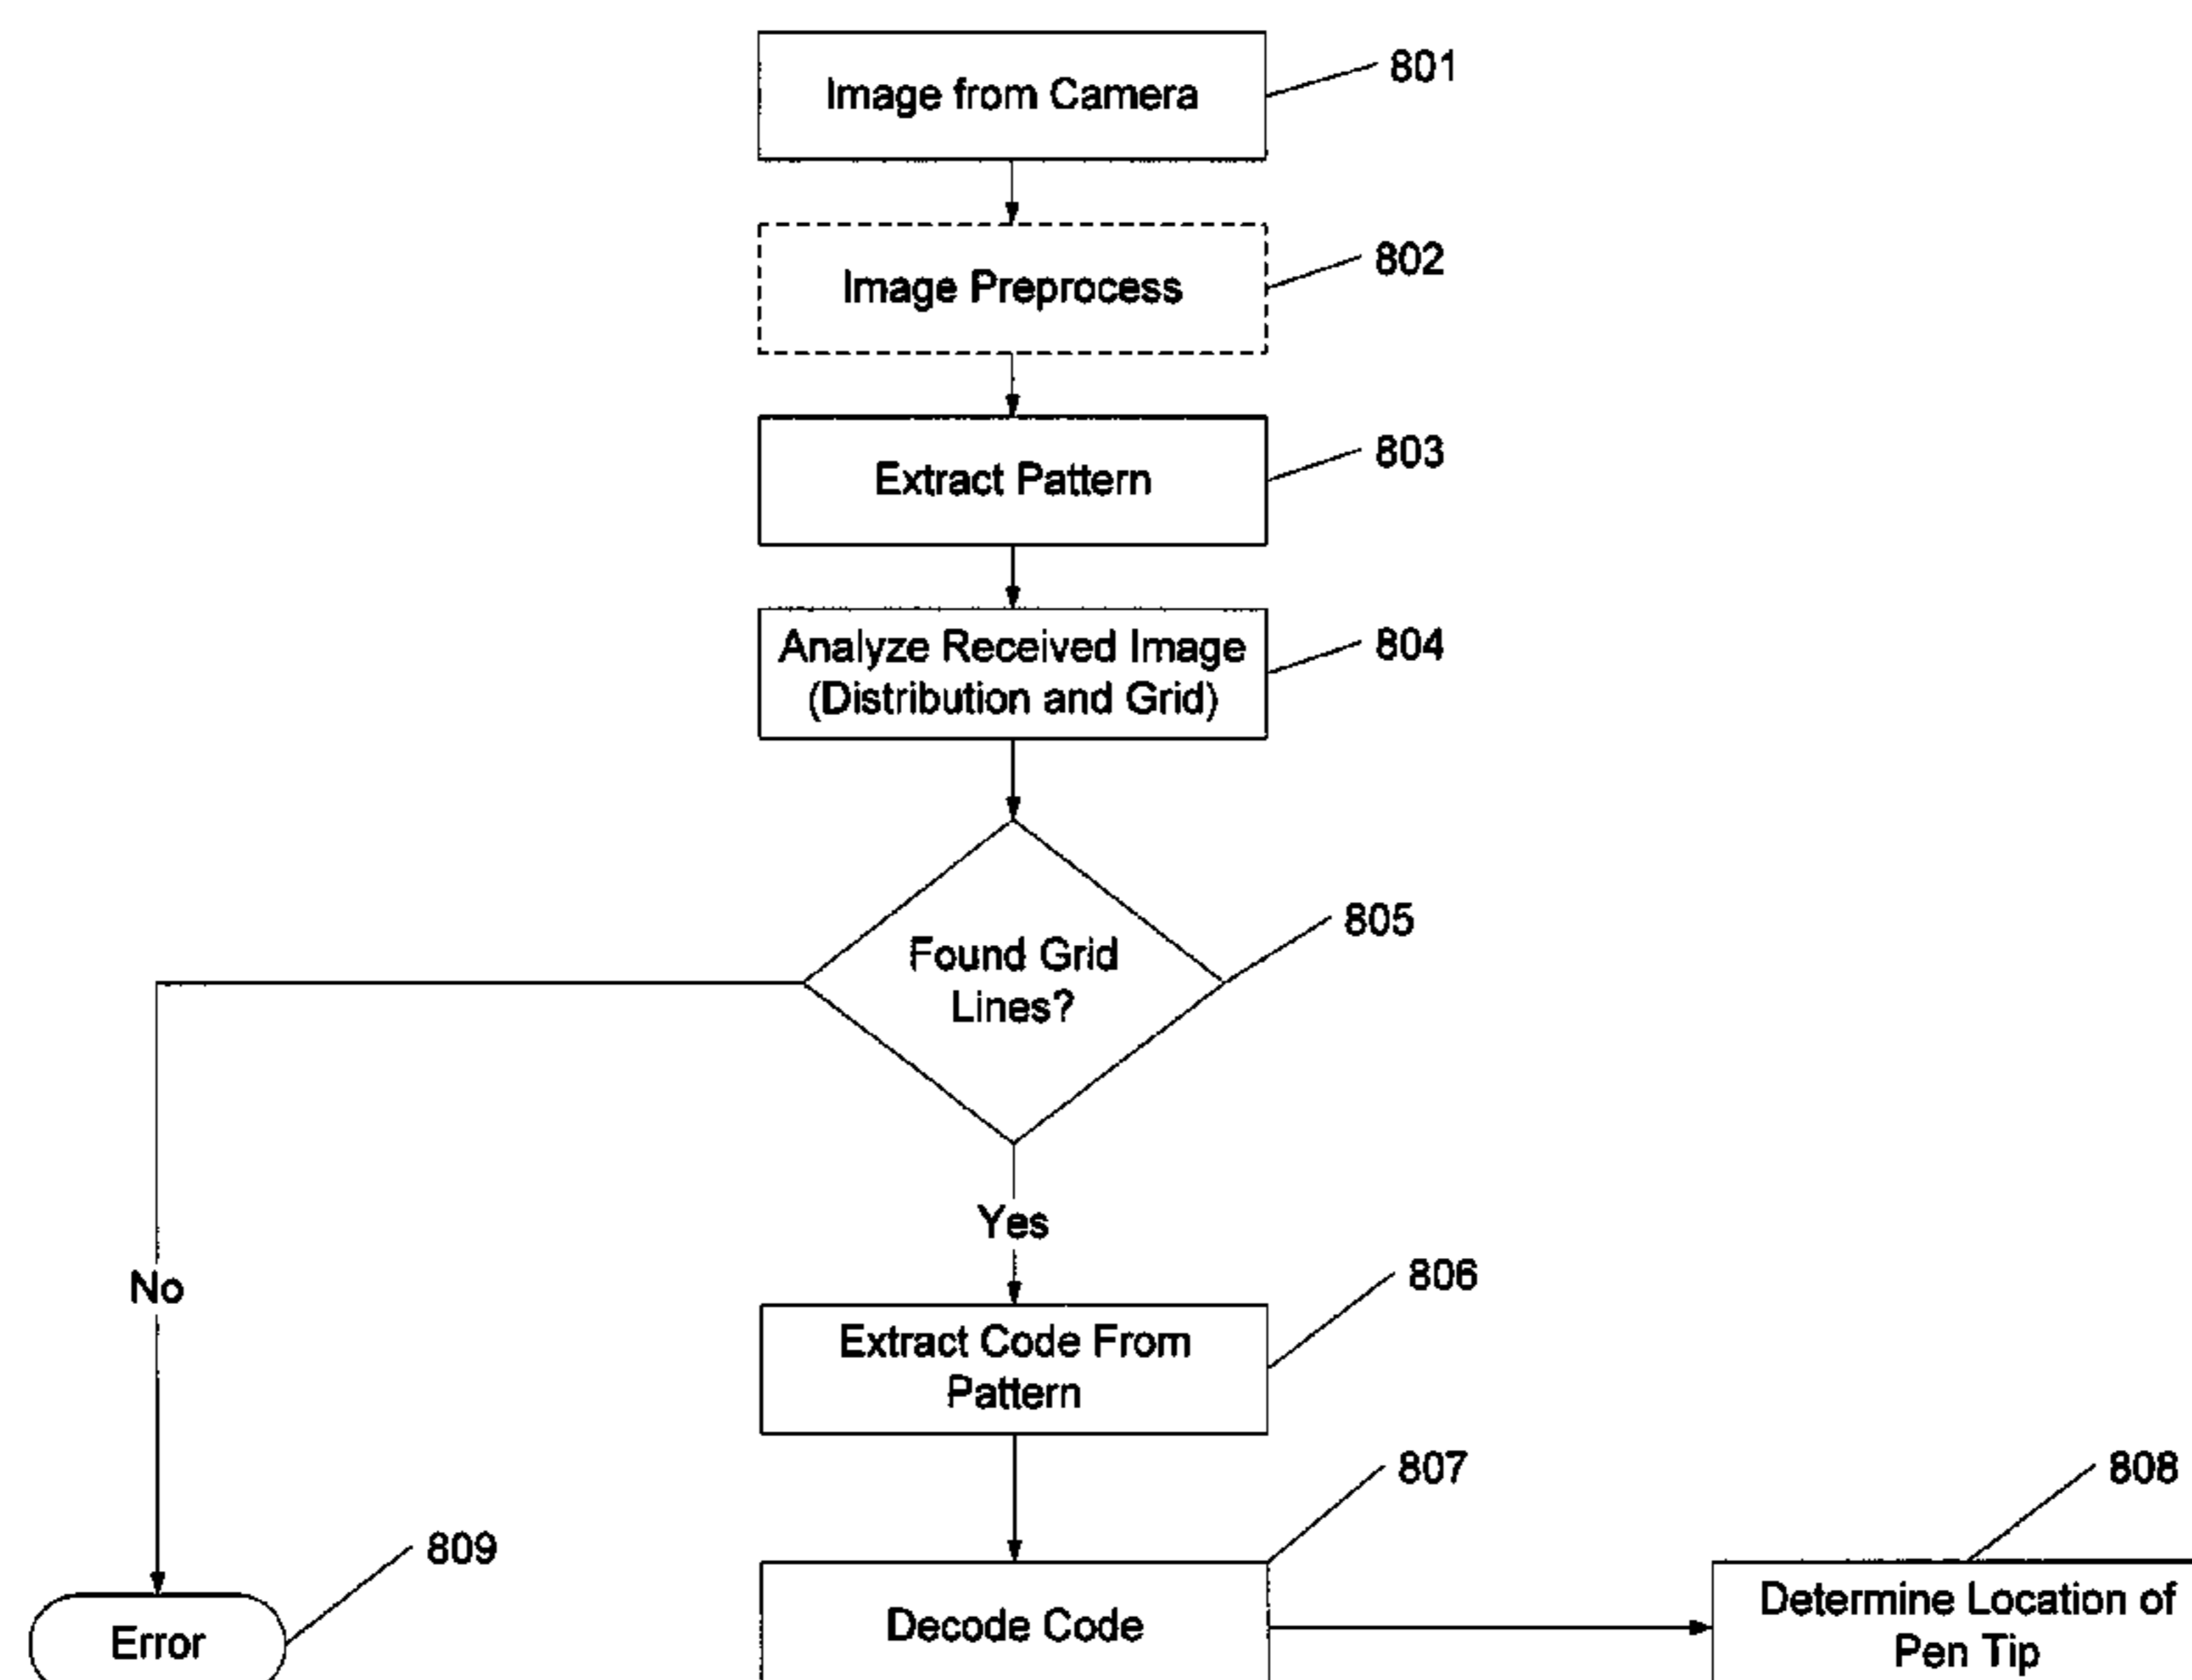 Image from Camera
801
Image Preprocess
802
Extract Pattern
803
Analyze Received Image
(Distribution and Grid)
804
Found Grid
Lines?
805
Yes
No
Extract Code From
Pattern
806
Decode Code
807
Determine Location of
Pen Tip
808
Error
809